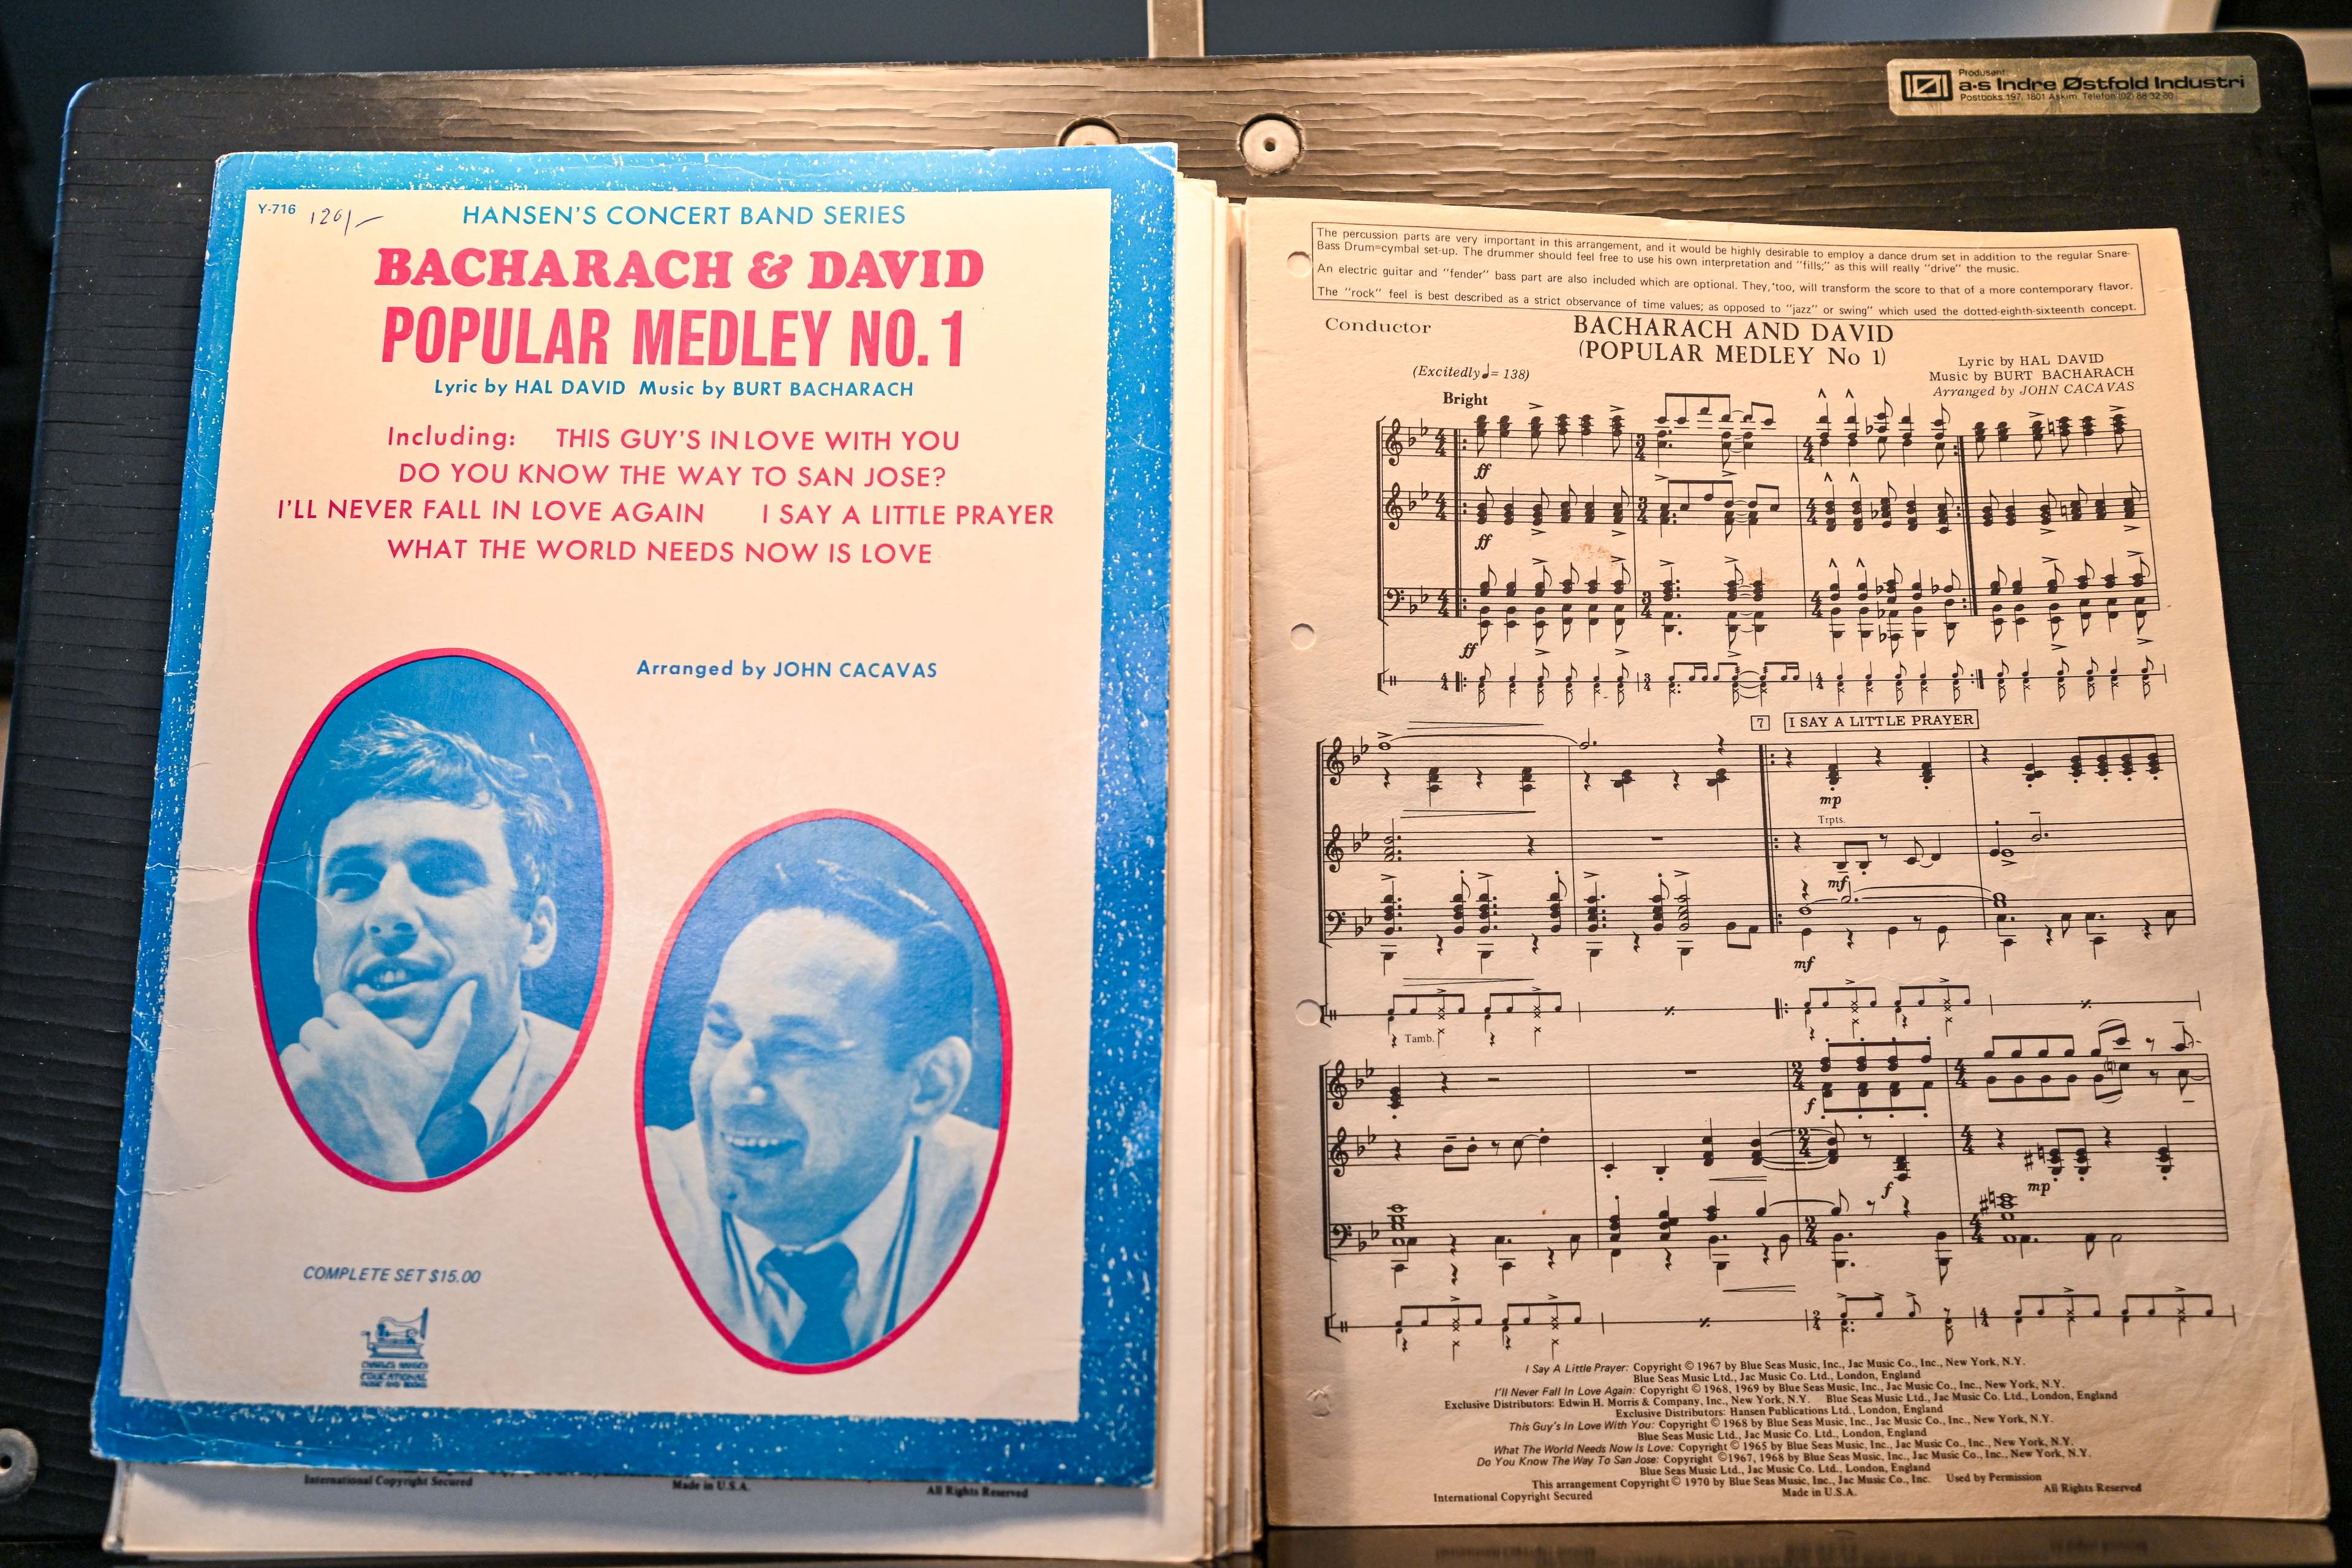 Produsent
a·s Indre Østfold Industri
Postboks 197, 1801 Askim. Telefon (02) 88 32 80
Y-716 120/-
HANSEN'S CONCERT BAND SERIES
BACHARACH & DAVID
POPULAR MEDLEY NO. 1
Lyric by HAL DAVID Music by BURT BACHARACH
Including: THIS GUY'S IN LOVE WITH YOU
DO YOU KNOW THE WAY TO SAN JOSE?
I'LL NEVER FALL IN LOVE AGAIN I SAY A LITTLE PRAYER
WHAT THE WORLD NEEDS NOW IS LOVE
Arranged by JOHN CACAVAS
COMPLETE SET $15.00
CHARLES HANSEN
EDUCATIONAL
MUSIC AND BOOKS
International Copyright Secured Made in U.S.A. All Rights Reserved
The percussion parts are very important in this arrangement, and it would be highly desirable to employ a dance drum set in addition to the regular Snare-
Bass Drum=cymbal set-up. The drummer should feel free to use his own interpretation and "fills;" as this will really "drive" the music.
An electric guitar and "fender" bass part are also included which are optional. They, too, will transform the score to that of a more contemporary flavor.
The "rock" feel is best described as a strict observance of time values; as opposed to "jazz" or swing" which used the dotted-eighth-sixteenth concept.
Conductor
BACHARACH AND DAVID
(POPULAR MEDLEY No 1)
Lyric by HAL DAVID
Music by BURT BACHARACH
Arranged by JOHN CACAVAS
(Excitedly ♩= 138)
Bright
ff
ff
ff
7 I SAY A LITTLE PRAYER
mp
Trpts.
mf
mf
Tamb.
f
f
mp
I Say A Little Prayer: Copyright © 1967 by Blue Seas Music, Inc., Jac Music Co., Inc., New York, N.Y.
Blue Seas Music Ltd., Jac Music Co. Ltd., London, England
I'll Never Fall In Love Again: Copyright © 1968, 1969 by Blue Seas Music, Inc., Jac Music Co., Inc., New York, N.Y.
Exclusive Distributors: Edwin H. Morris & Company, Inc., New York, N.Y. Blue Seas Music Ltd., Jac Music Co. Ltd., London, England
Exclusive Distributors: Hansen Publications Ltd., London, England
This Guy's In Love With You: Copyright © 1968 by Blue Seas Music, Inc., Jac Music Co., Inc., New York, N.Y.
Blue Seas Music Ltd., Jac Music Co. Ltd., London, England
What The World Needs Now Is Love: Copyright © 1965 by Blue Seas Music, Inc., Jac Music Co., Inc., New York, N.Y.
Do You Know The Way To San Jose: Copyright ©1967, 1968 by Blue Seas Music, Inc., Jac Music Co., Inc., New York, N.Y.
Blue Seas Music Ltd., Jac Music Co. Ltd., London, England
This arrangement Copyright © 1970 by Blue Seas Music, Inc., Jac Music Co., Inc. Used by Permission
International Copyright Secured Made in U.S.A. All Rights Reserved